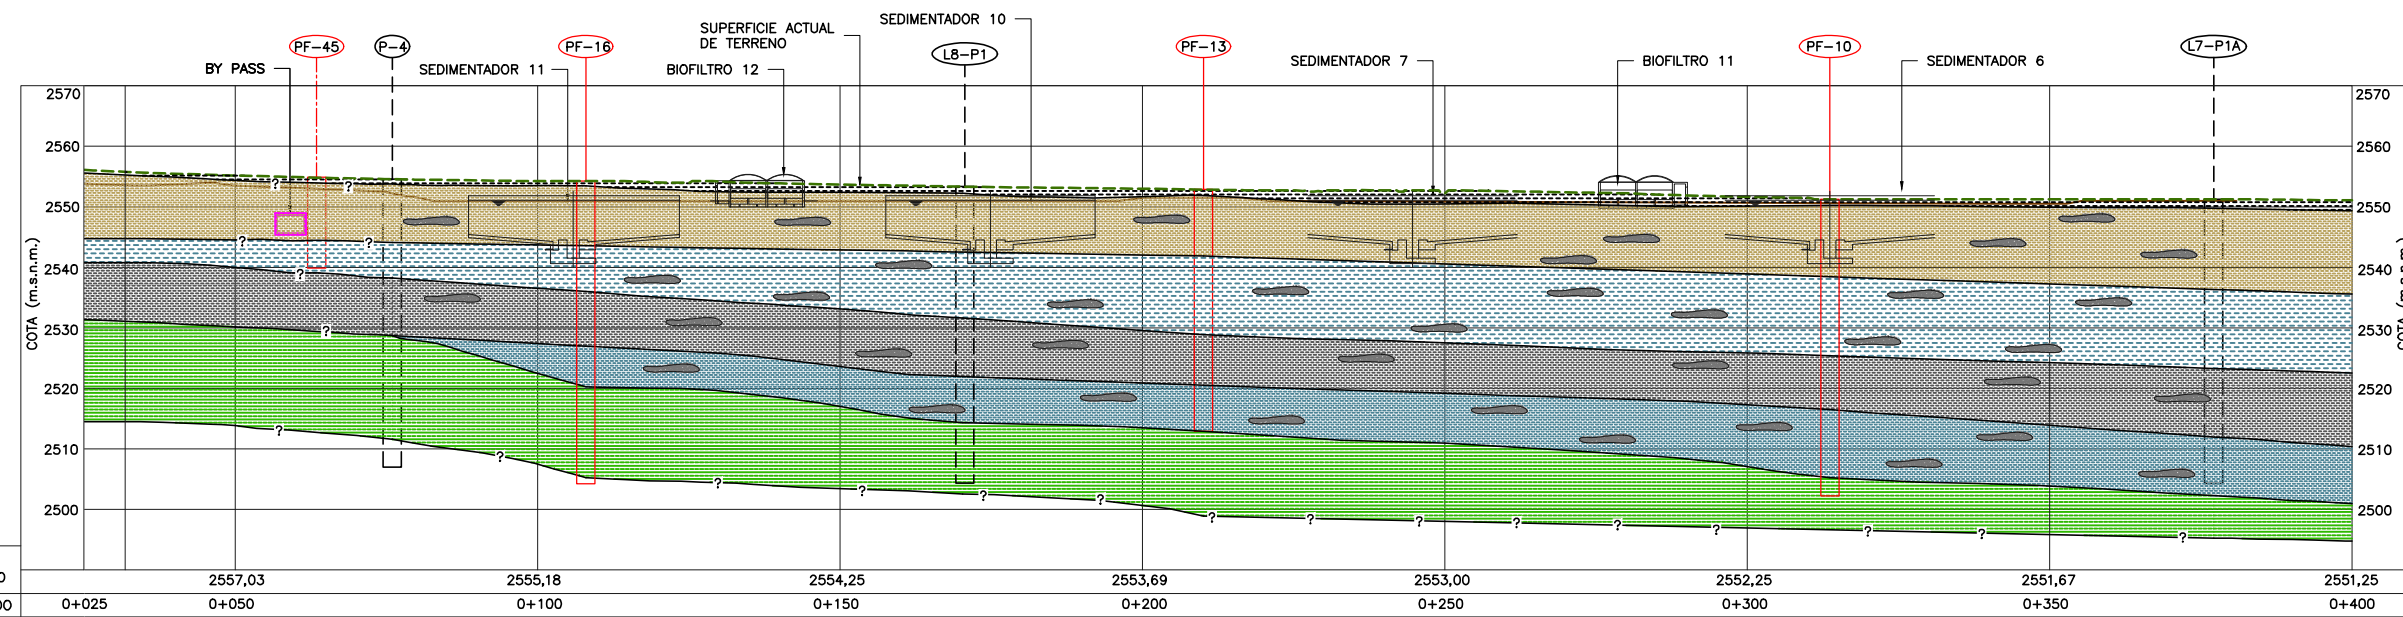 SEDIMENTADOR 10
SUPERFICIE ACTUAL
DE TERRENO
PF-45
P-4
PF-16
L8-P1
PF-13
PF-10
L7-P1A
BY PASS
SEDIMENTADOR 11
BIOFILTRO 12
SEDIMENTADOR 7
BIOFILTRO 11
SEDIMENTADOR 6
2570
2570
2560
2560
2550
2550
2540
2540
2530
2530
2520
2520
2510
2510
2500
2500
COTA (m.s.n.m.)
COTA (m.s.n.m.)
? ?
? ?
?
?
? ? ? ? ? ? ? ? ? ? ? ? ? ?
2557,03 2555,18 2554,25 2553,69 2553,00 2552,25 2551,67 2551,25
0+025 0+050 0+100 0+150 0+200 0+250 0+300 0+350 0+400